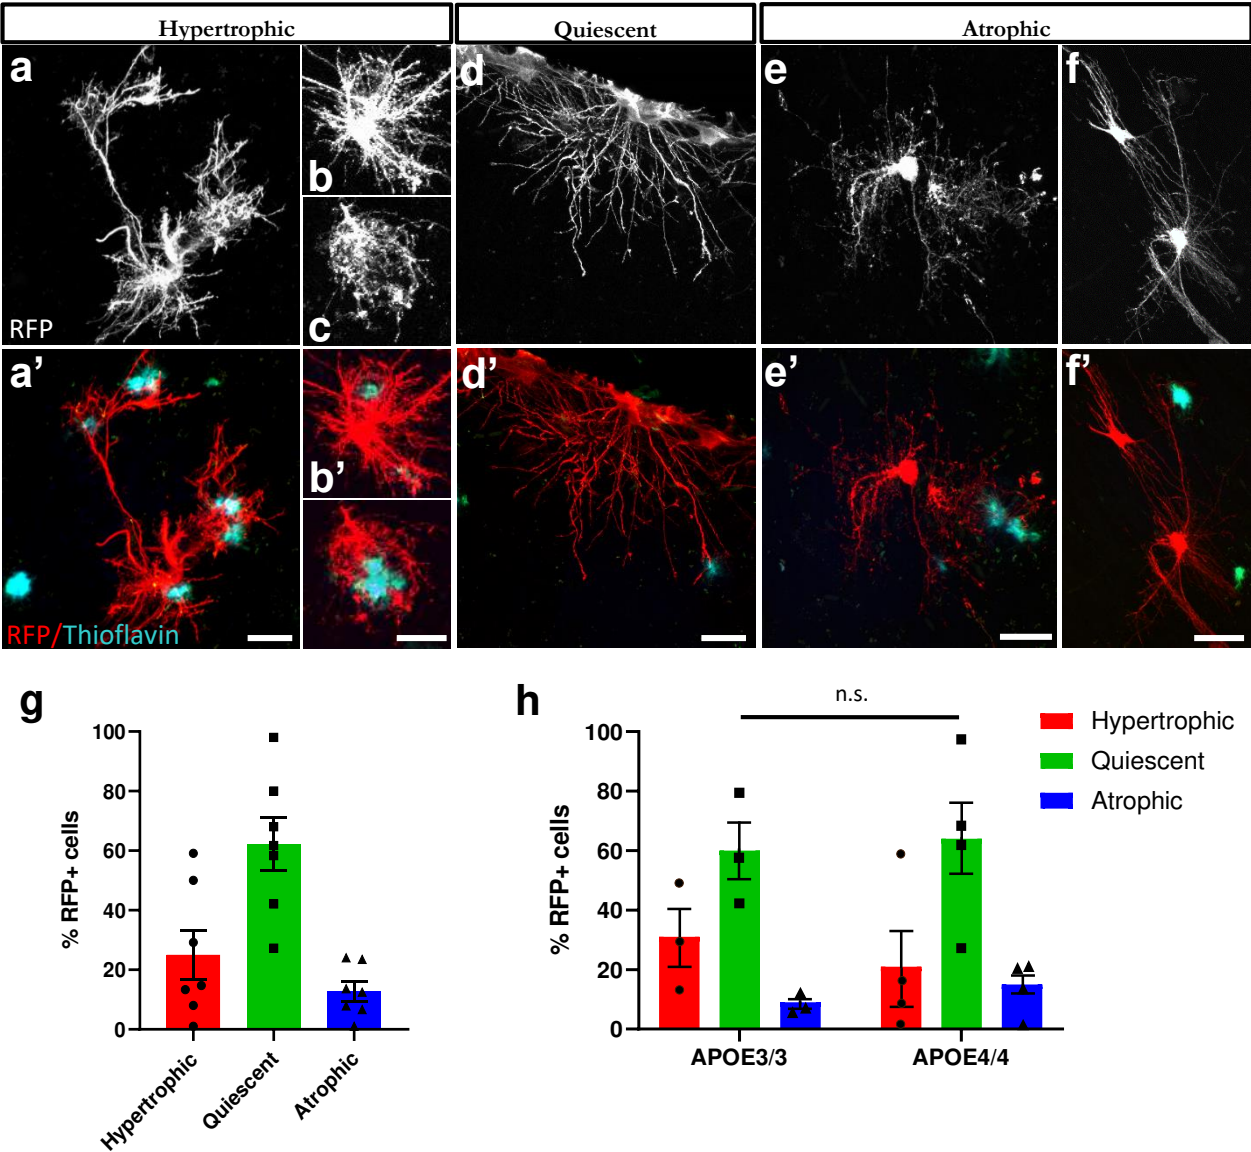 Hypertrophic
Quiescent
Atrophic
a
b
c
d
e
f
RFP
a’
b’
d’
e’
f’
RFP/Thioflavin
g
100
80
60
40
20
0
% RFP+ cells
Hypertrophic
Quiescent
Atrophic
h
n.s.
100
80
60
40
20
0
% RFP+ cells
APOE3/3
APOE4/4
Hypertrophic
Quiescent
Atrophic